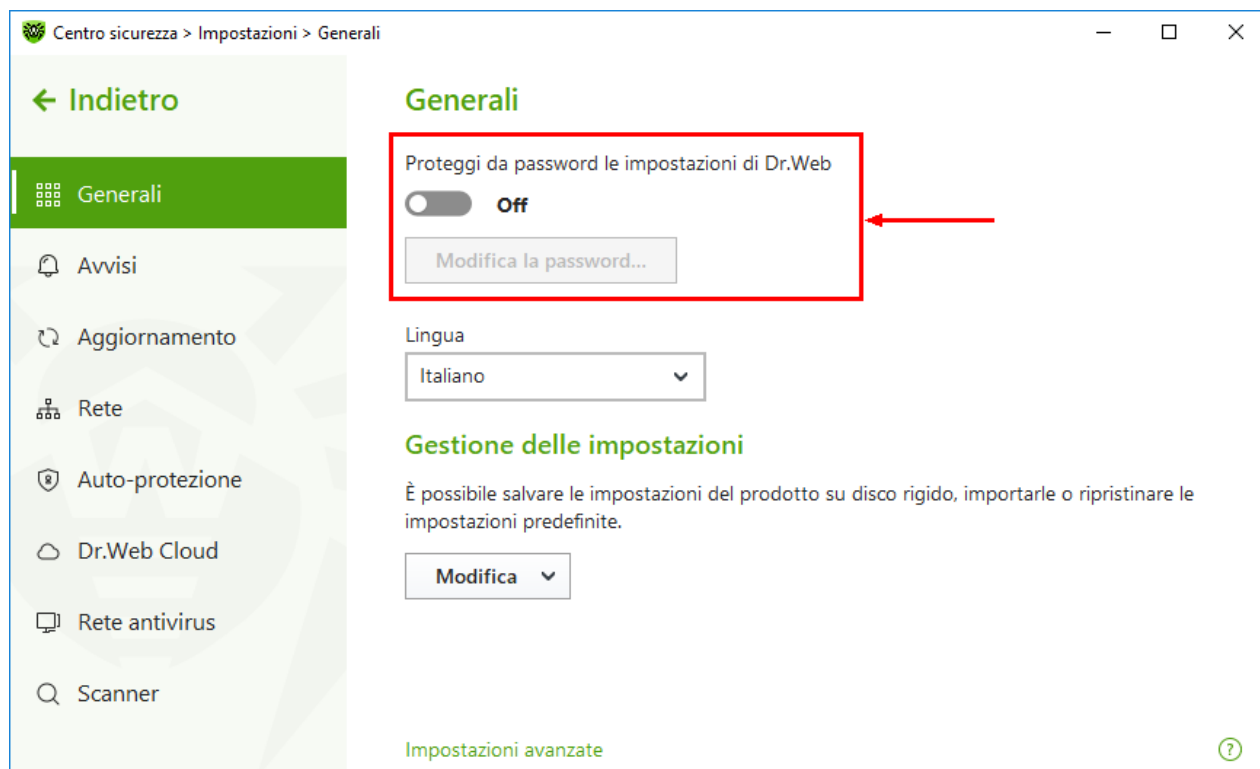 Centro sicurezza > Impostazioni > Generali
Indietro
Generali
Avvisi
Aggiornamento
Rete
Auto-protezione
Dr.Web Cloud
Rete antivirus
Scanner
Generali
Proteggi da password le impostazioni di Dr.Web
Off
Modifica la password...
Lingua
Italiano
Gestione delle impostazioni
È possibile salvare le impostazioni del prodotto su disco rigido, importarle o ripristinare le
impostazioni predefinite.
Modifica
Impostazioni avanzate
?